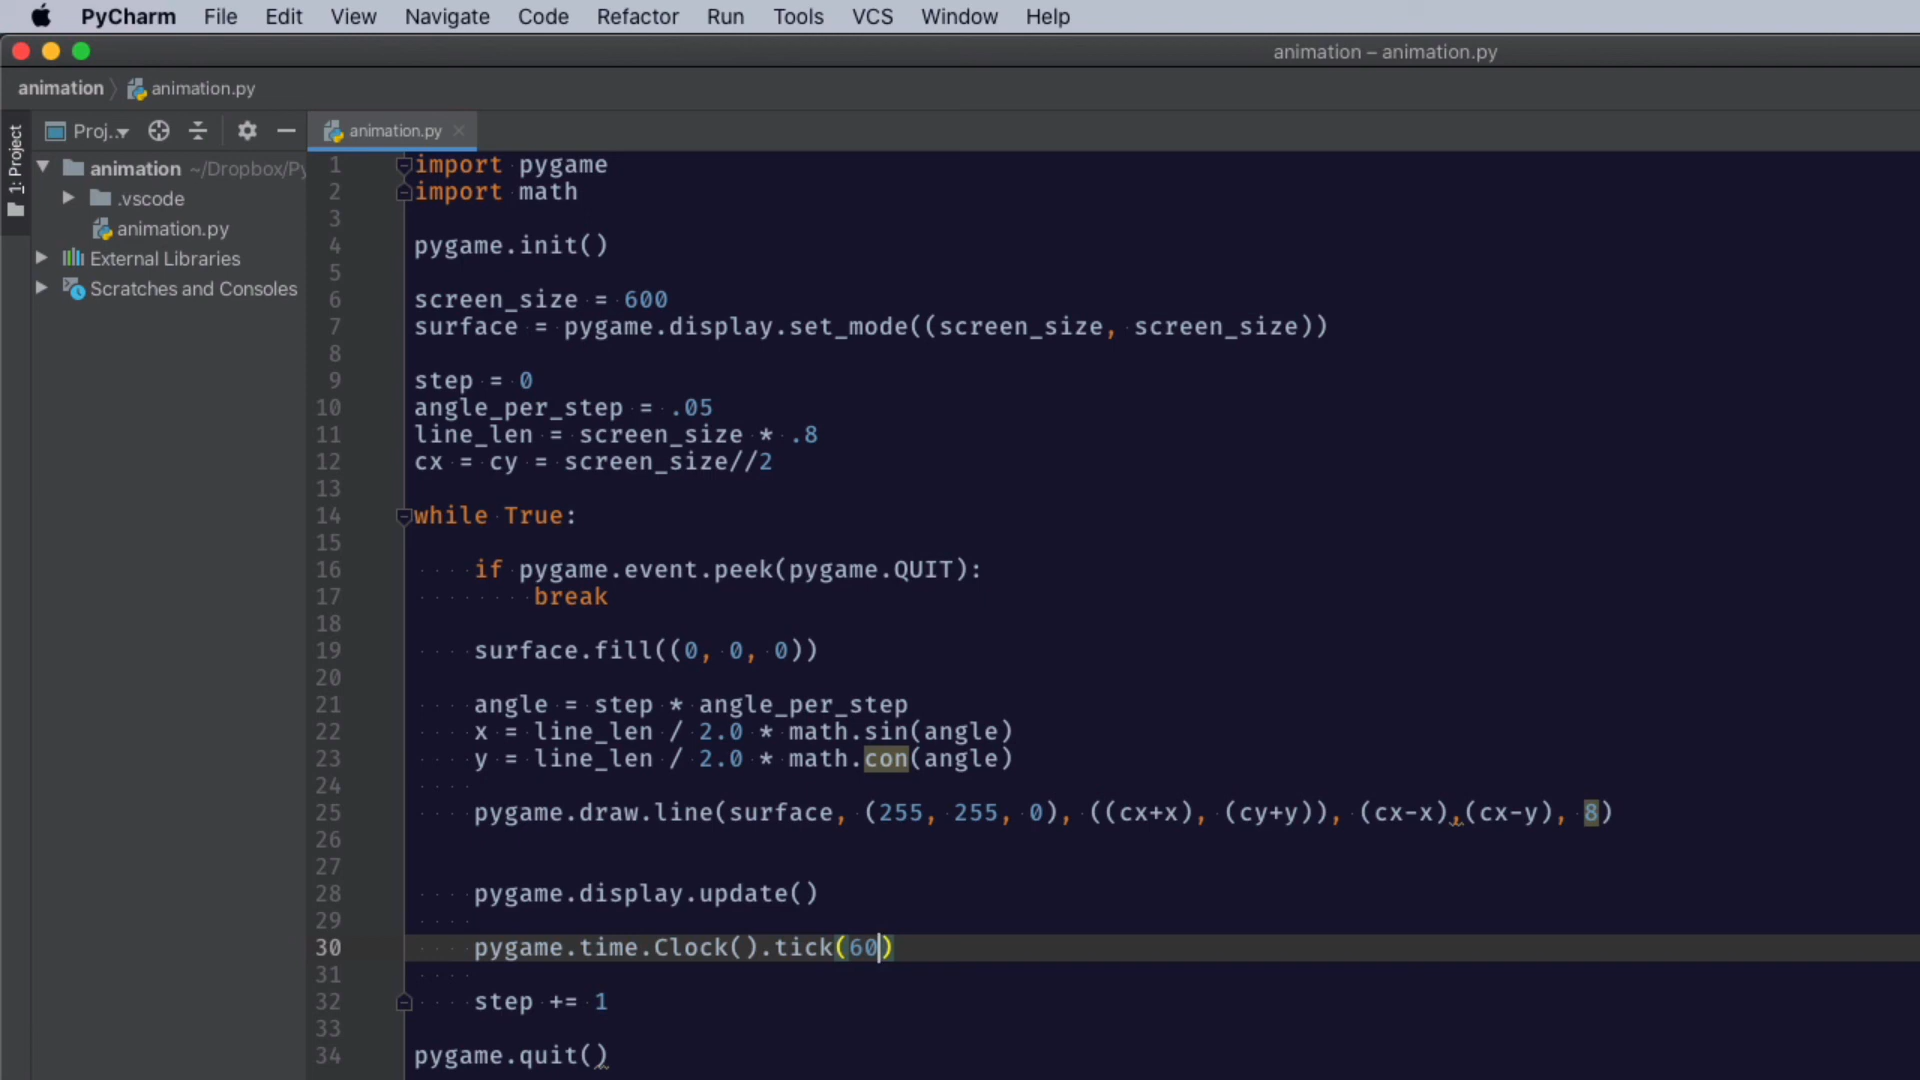 PyCharm File Edit View Navigate Code Refactor Run Tools VCS Window Help
animation – animation.py
animation animation.py
1: Project
Proj..
animation.py
animation ~/Dropbox/Py
.vscode
animation.py
External Libraries
Scratches and Consoles
1 import pygame
2 import math
3
4 pygame.init()
5
6 screen_size = 600
7 surface = pygame.display.set_mode((screen_size, screen_size))
8
9 step = 0
10 angle_per_step = .05
11 line_len = screen_size * .8
12 cx = cy = screen_size//2
13
14 while True:
15
16 if pygame.event.peek(pygame.QUIT):
17 break
18
19 surface.fill((0, 0, 0))
20
21 angle = step * angle_per_step
22 x = line_len / 2.0 * math.sin(angle)
23 y = line_len / 2.0 * math.con(angle)
24
25 pygame.draw.line(surface, (255, 255, 0), ((cx+x), (cy+y)), (cx-x),(cx-y), 8)
26
27
28 pygame.display.update()
29
30 pygame.time.Clock().tick(60)
31
32 step += 1
33
34 pygame.quit()